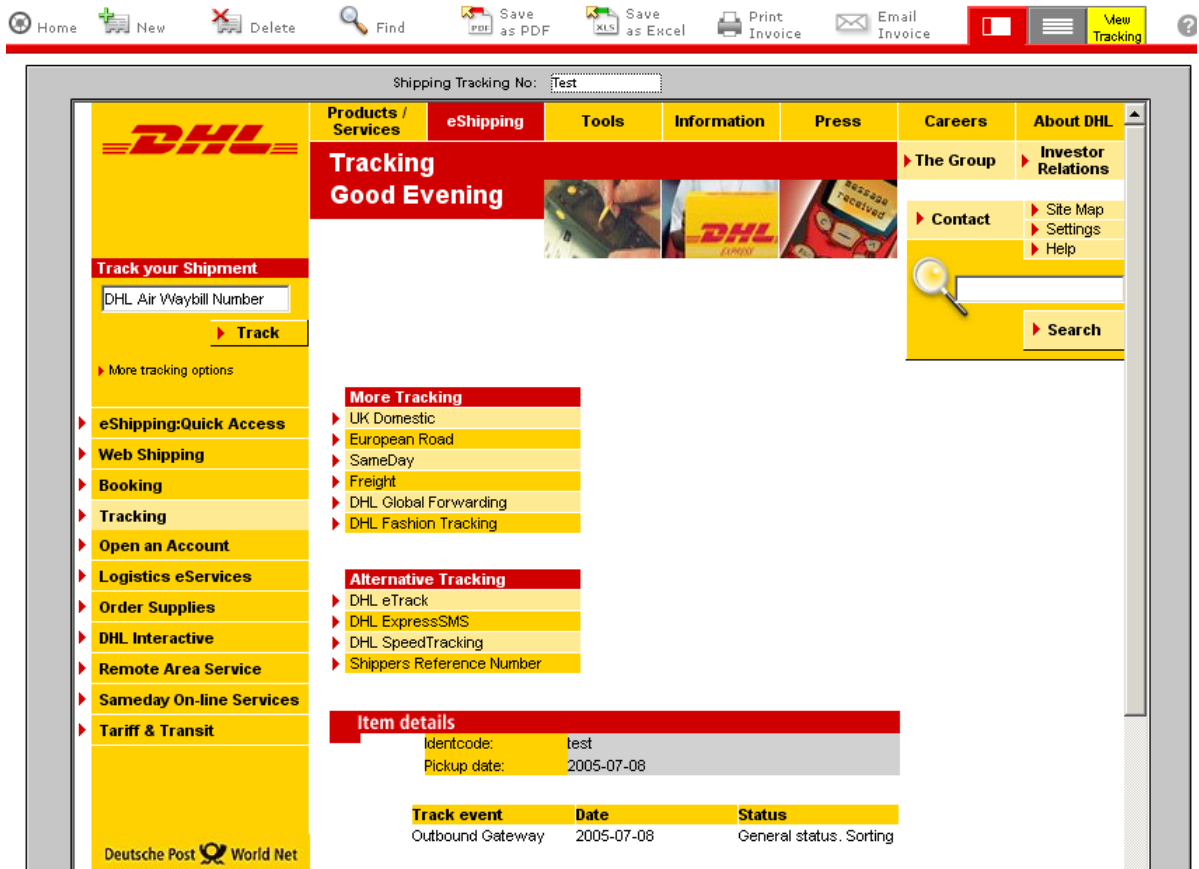 Home
New
Delete
Find
Save
as PDF
PDF
Save
as Excel
XLS
Print
Invoice
Email
Invoice
View
Tracking
?
Shipping Tracking No: Test
DHL
Products /
Services
eShipping
Tools
Information
Press
Careers
About DHL
Tracking
Good Evening
DHL
EXPRESS
message
received
The Group
Investor
Relations
Contact
Site Map
Settings
Help
Search
Track your Shipment
DHL Air Waybill Number
Track
More tracking options
eShipping:Quick Access
Web Shipping
Booking
Tracking
Open an Account
Logistics eServices
Order Supplies
DHL Interactive
Remote Area Service
Sameday On-line Services
Tariff & Transit
Deutsche Post World Net
More Tracking
UK Domestic
European Road
SameDay
Freight
DHL Global Forwarding
DHL Fashion Tracking
Alternative Tracking
DHL eTrack
DHL ExpressSMS
DHL SpeedTracking
Shippers Reference Number
Item details
Identcode: test
Pickup date: 2005-07-08
Track event Date Status
Outbound Gateway 2005-07-08 General status. Sorting